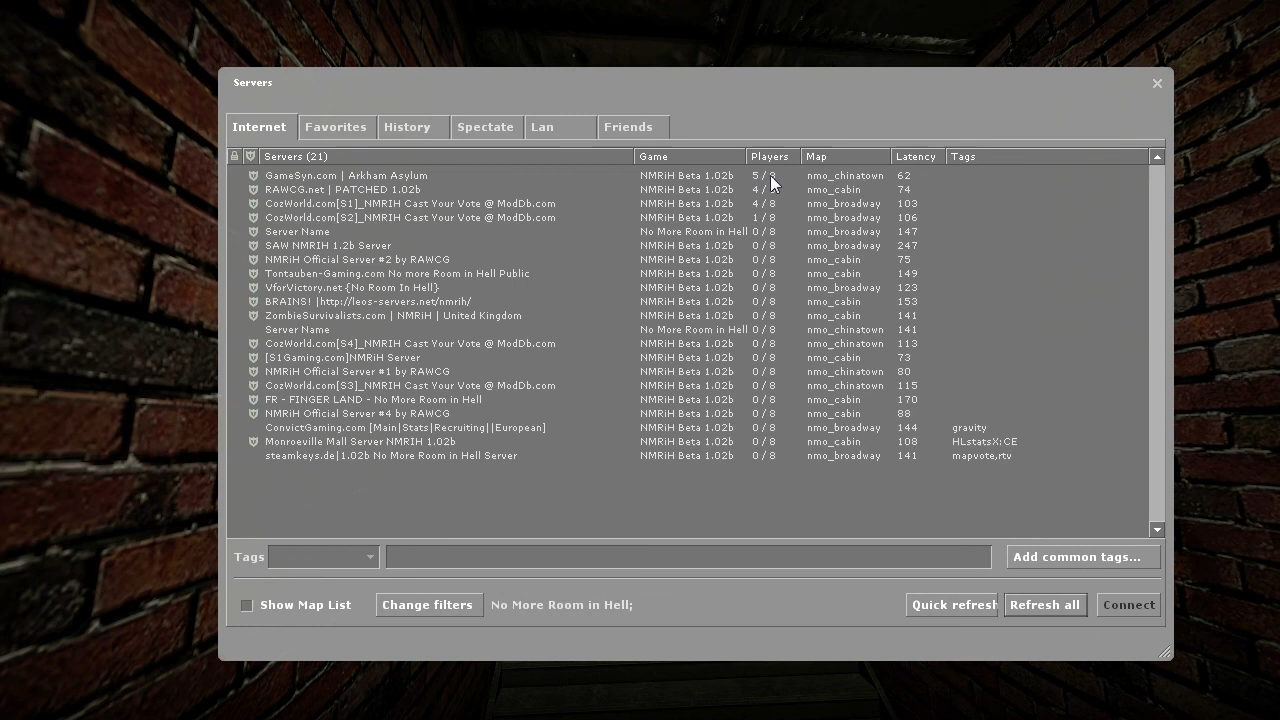 Servers
Internet Favorites History Spectate Lan Friends
Servers (21) Game Players Map Latency Tags
GameSyn.com | Arkham Asylum NMRiH Beta 1.02b 5 / 8 nmo_chinatown 62
RAWCG.net | PATCHED 1.02b NMRiH Beta 1.02b 4 / nmo_cabin 74
CozWorld.com[S1]_NMRIH Cast Your Vote @ ModDb.com NMRiH Beta 1.02b 4 / 8 nmo_broadway 103
CozWorld.com[S2]_NMRIH Cast Your Vote @ ModDb.com NMRiH Beta 1.02b 1 / 8 nmo_broadway 106
Server Name No More Room in Hell 0 / 8 nmo_broadway 147
SAW NMRIH 1.2b Server NMRiH Beta 1.02b 0 / 8 nmo_broadway 247
NMRiH Official Server #2 by RAWCG NMRiH Beta 1.02b 0 / 8 nmo_cabin 75
Tontauben-Gaming.com No more Room in Hell Public NMRiH Beta 1.02b 0 / 8 nmo_cabin 149
VforVictory.net {No Room In Hell} NMRiH Beta 1.02b 0 / 8 nmo_broadway 123
BRAINS! |http://leos-servers.net/nmrih/ NMRiH Beta 1.02b 0 / 8 nmo_cabin 153
ZombieSurvivalists.com | NMRiH | United Kingdom NMRiH Beta 1.02b 0 / 8 nmo_cabin 141
Server Name No More Room in Hell 0 / 8 nmo_chinatown 141
CozWorld.com[S4]_NMRIH Cast Your Vote @ ModDb.com NMRiH Beta 1.02b 0 / 8 nmo_chinatown 113
[S1Gaming.com]NMRiH Server NMRiH Beta 1.02b 0 / 8 nmo_cabin 73
NMRiH Official Server #1 by RAWCG NMRiH Beta 1.02b 0 / 8 nmo_chinatown 80
CozWorld.com[S3]_NMRIH Cast Your Vote @ ModDb.com NMRiH Beta 1.02b 0 / 8 nmo_chinatown 115
FR - FINGER LAND - No More Room in Hell NMRiH Beta 1.02b 0 / 8 nmo_cabin 170
NMRiH Official Server #4 by RAWCG NMRiH Beta 1.02b 0 / 8 nmo_cabin 88
ConvictGaming.com [Main|Stats|Recruiting||European] NMRiH Beta 1.02b 0 / 8 nmo_broadway 144 gravity
Monroeville Mall Server NMRIH 1.02b NMRiH Beta 1.02b 0 / 8 nmo_cabin 108 HLstatsX:CE
steamkeys.de|1.02b No More Room in Hell Server NMRiH Beta 1.02b 0 / 8 nmo_broadway 141 mapvote,rtv
Tags Add common tags...
Show Map List Change filters No More Room in Hell; Quick refresh Refresh all Connect